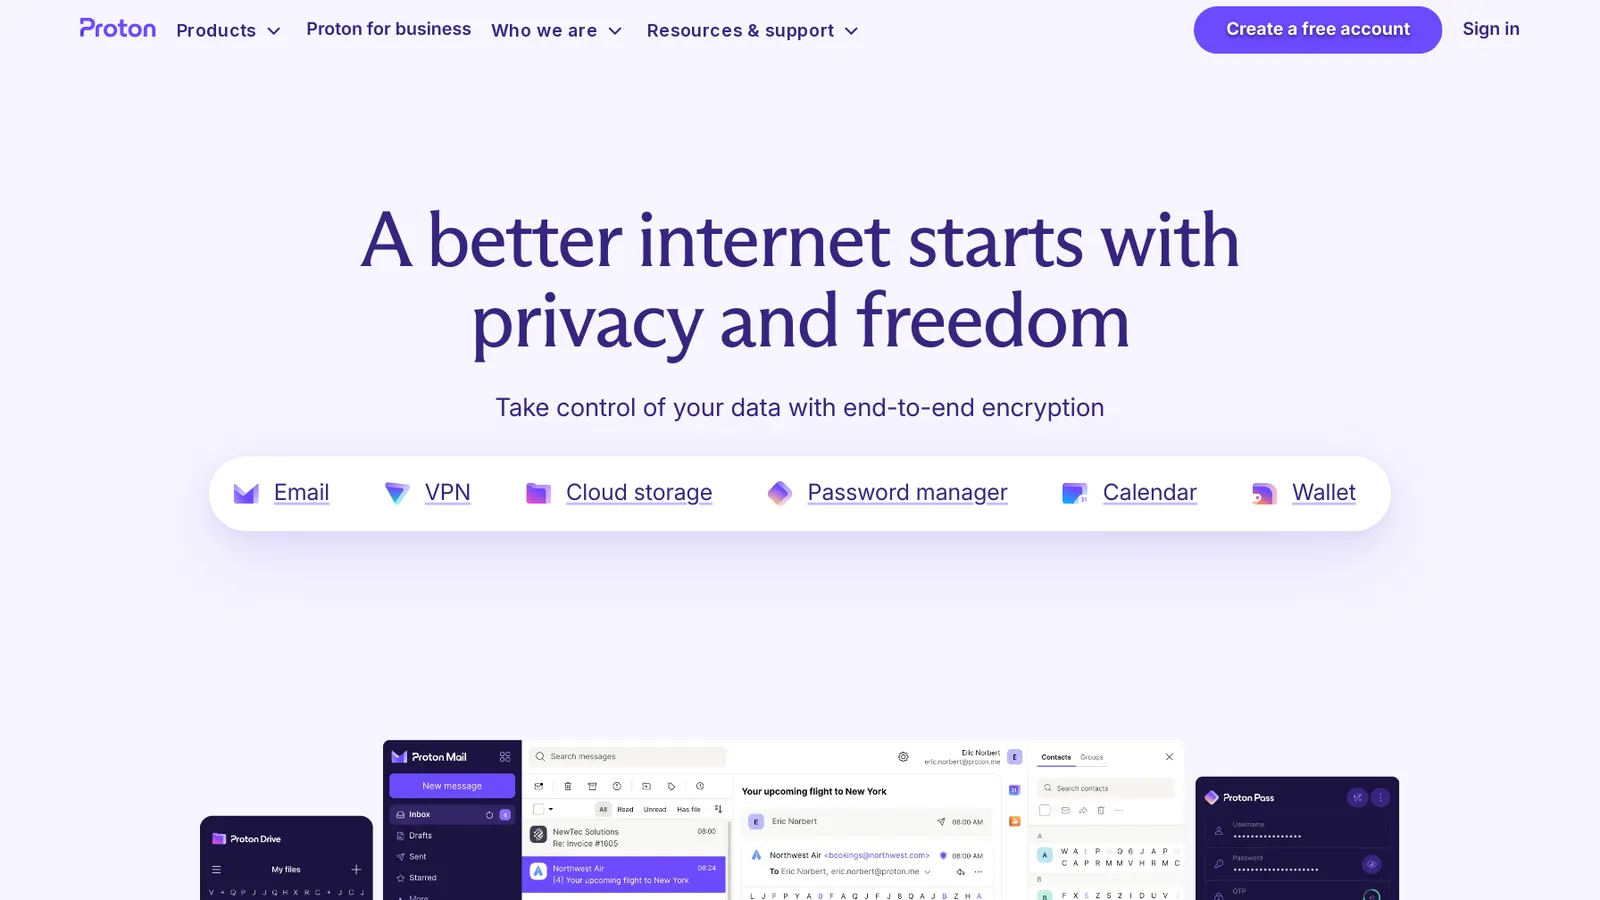 Proton
Products
Proton for business
Who we are
Resources & support
Create a free account
Sign in
A better internet starts with
privacy and freedom
Take control of your data with end-to-end encryption
Email
VPN
Cloud storage
Password manager
Calendar
Wallet
Proton Drive
My files
V + Q P J J Q H X R C + J C J
Proton Mail
New message
Inbox
4
Drafts
Sent
Starred
More
Search messages
All
Read
Unread
Has file
NewTec Solutions
08:00
Re: Invoice #1605
Northwest Air
08:24
[4] Your upcoming flight to New York
Eric Norbert
eric.norbert@proton.me
E
Your upcoming flight to New York
E
Eric Norbert
08:00 AM
Northwest Air <bookings@northwest.com>
08:00 AM
To Eric Norbert, eric.norbert@proton.me
L J F P Y A D F A Q J F J 8 Q A J B Z H A
31
Contacts
Groups
Search contacts
A
A
C A P R M M V H R M C
B
B
Proton Pass
Username
Password
OTP